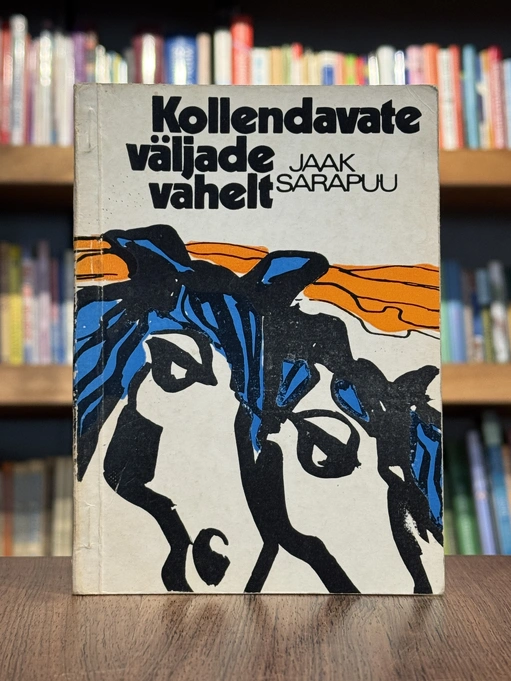 Kollendavate
väljade
vahelt
JAAK
SARAPUU